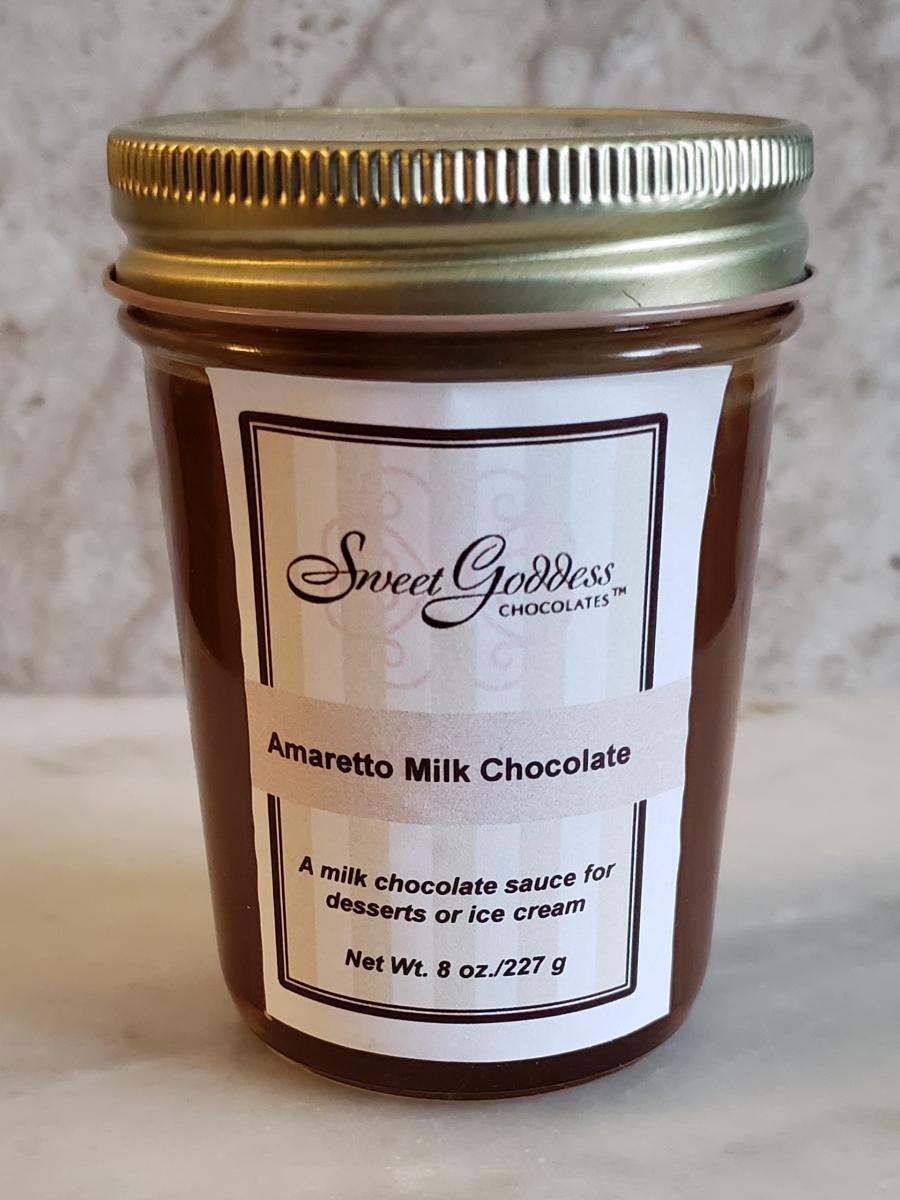 Sweet Goddess
CHOCOLATES™
Amaretto Milk Chocolate
A milk chocolate sauce for
desserts or ice cream
Net Wt. 8 oz./227 g